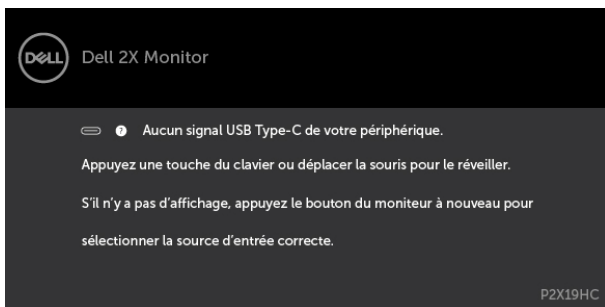 DELL
Dell 2X Monitor
? Aucun signal USB Type-C de votre périphérique.
Appuyez une touche du clavier ou déplacer la souris pour le réveiller.
S’il n’y a pas d’affichage, appuyez le bouton du moniteur à nouveau pour
sélectionner la source d’entrée correcte.
P2X19HC